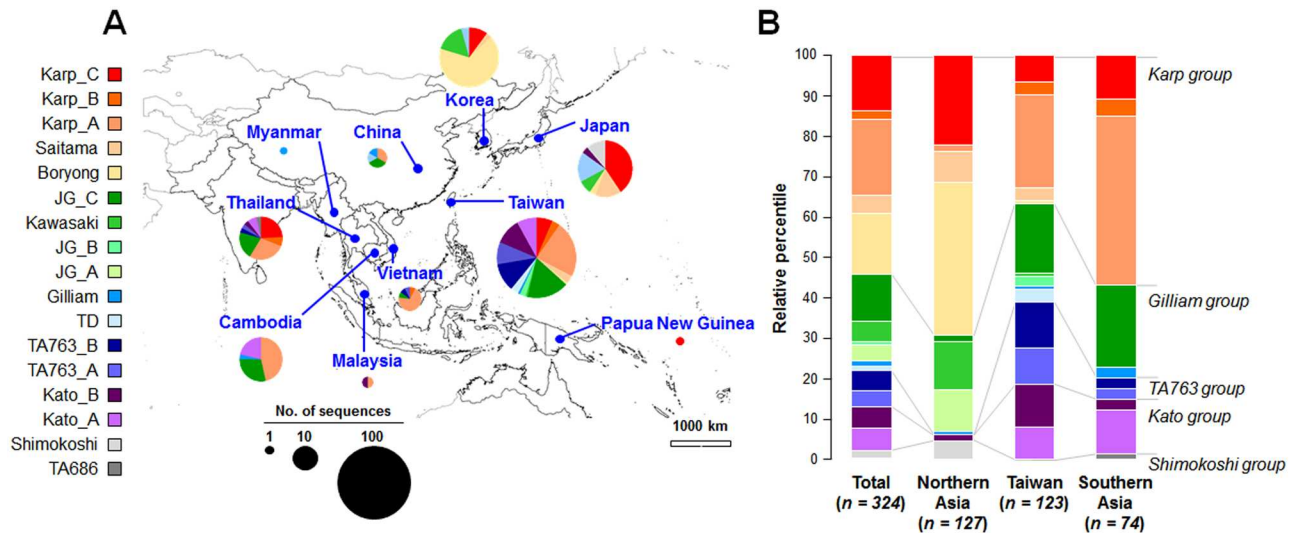 A
Karp_C
Karp_B
Karp_A
Saitama
Boryong
JG_C
Kawasaki
JG_B
JG_A
Gilliam
TD
TA763_B
TA763_A
Kato_B
Kato_A
Shimokoshi
TA686
Korea
Myanmar
China
Japan
Thailand
Taiwan
Vietnam
Cambodia
Papua New Guinea
Malaysia
No. of sequences
1 10 100
1000 km
B
Relative percentile
100
90
80
70
60
50
40
30
20
10
0
Karp group
Gilliam group
TA763 group
Kato group
Shimokoshi group
Total
(n = 324)
Northern
Asia
(n = 127)
Taiwan
(n = 123)
Southern
Asia
(n = 74)